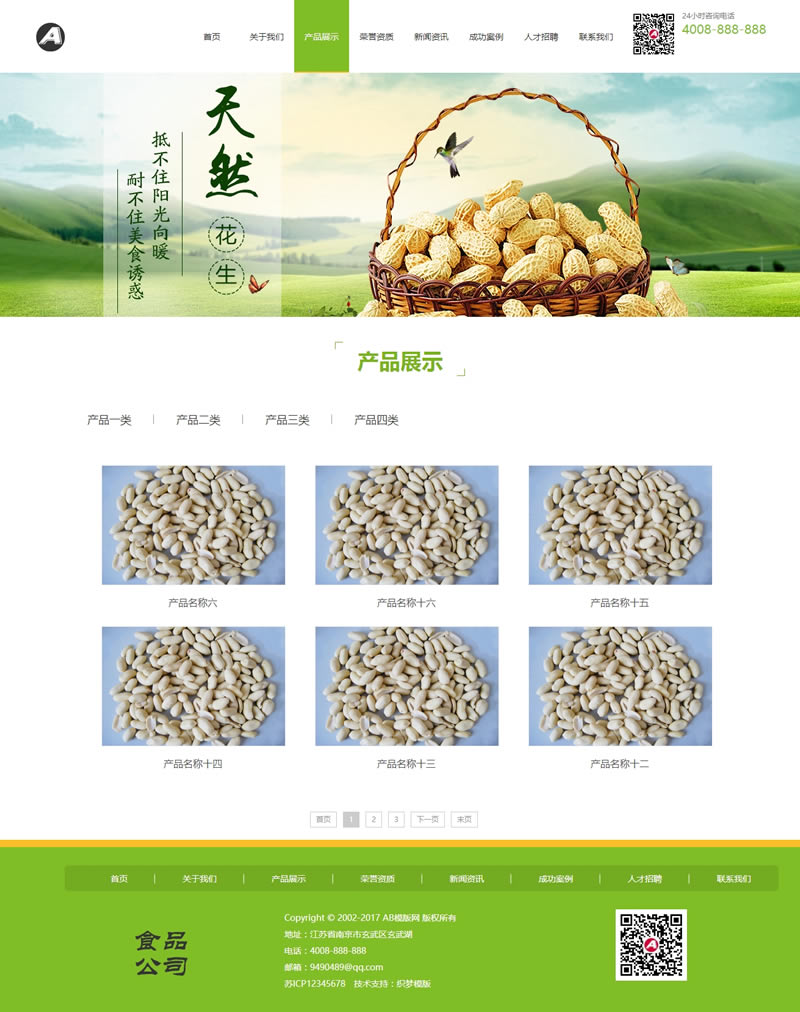 A
首页 关于我们 产品展示 荣誉资质 新闻资讯 成功案例 人才招聘 联系我们
24小时咨询电话
4008-888-888
天然
花生
抵不住阳光向暖
耐不住美食诱惑
产品展示
产品一类 产品二类 产品三类 产品四类
产品名称六 产品名称十六 产品名称十五
产品名称十四 产品名称十三 产品名称十二
首页 1 2 3 下一页 末页
首页 关于我们 产品展示 荣誉资质 新闻资讯 成功案例 人才招聘 联系我们
食品
公司
Copyright © 2002-2017 AB模版网 版权所有
地址：江苏省南京市玄武区玄武湖
电话：4008-888-888
邮箱：9490489@qq.com
苏ICP12345678 技术支持：织梦模版